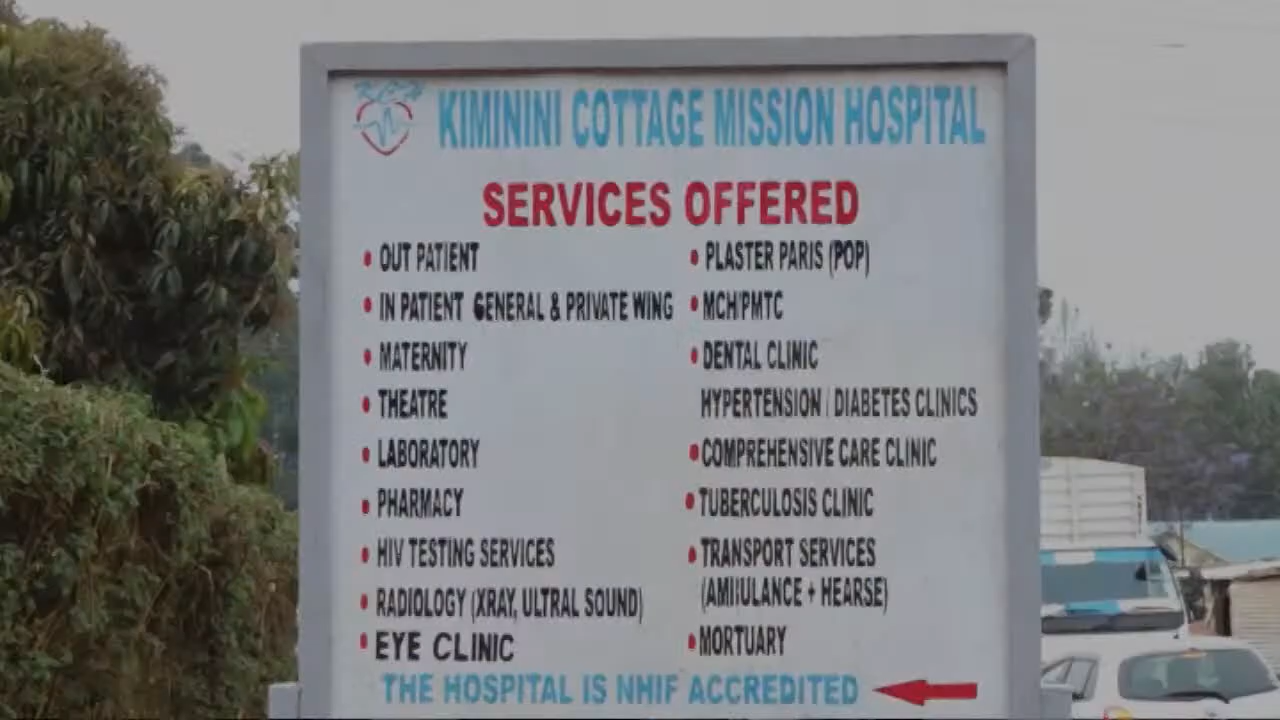 KCM
KIMININI COTTAGE MISSION HOSPITAL
SERVICES OFFERED
• OUT PATIENT
• IN PATIENT GENERAL & PRIVATE WING
• MATERNITY
• THEATRE
• LABORATORY
• PHARMACY
• HIV TESTING SERVICES
• RADIOLOGY (XRAY, ULTRAL SOUND)
• EYE CLINIC
• PLASTER PARIS (POP)
• MCH/PMTC
• DENTAL CLINIC
HYPERTENSION / DIABETES CLINICS
• COMPREHENSIVE CARE CLINIC
• TUBERCULOSIS CLINIC
• TRANSPORT SERVICES
(AMBULANCE + HEARSE)
• MORTUARY
THE HOSPITAL IS NHIF ACCREDITED